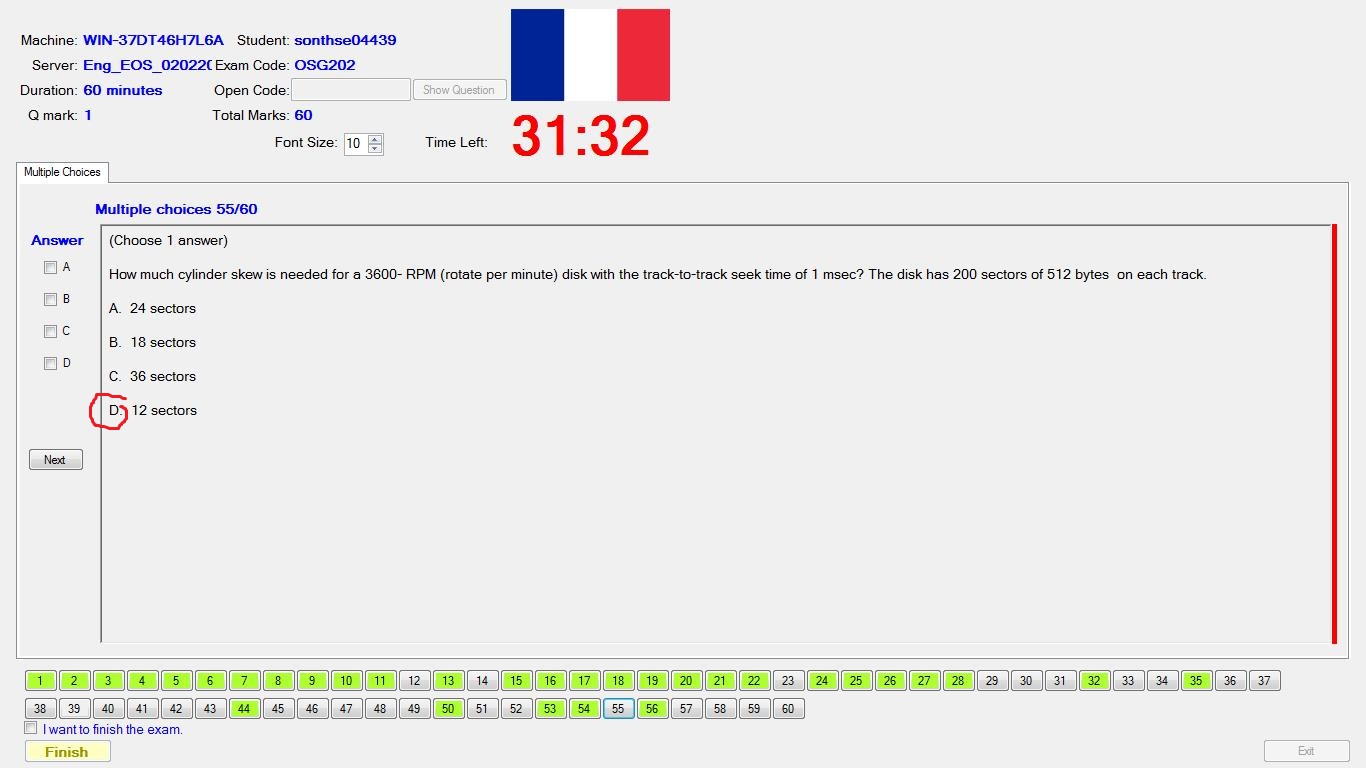 Machine: WIN-37DT46H7L6A Student: sonthse04439
Server: Eng_EOS_02022( Exam Code: OSG202
Duration: 60 minutes Open Code: Show Question
Q mark: 1 Total Marks: 60
Font Size: 10 Time Left: 31:32
Multiple Choices
Multiple choices 55/60
Answer
(Choose 1 answer)
A
How much cylinder skew is needed for a 3600- RPM (rotate per minute) disk with the track-to-track seek time of 1 msec? The disk has 200 sectors of 512 bytes on each track.
B
A. 24 sectors
C
B. 18 sectors
D
C. 36 sectors
D. 12 sectors
Next
1 2 3 4 5 6 7 8 9 10 11 12 13 14 15 16 17 18 19 20 21 22 23 24 25 26 27 28 29 30 31 32 33 34 35 36 37
38 39 40 41 42 43 44 45 46 47 48 49 50 51 52 53 54 55 56 57 58 59 60
I want to finish the exam.
Finish Exit